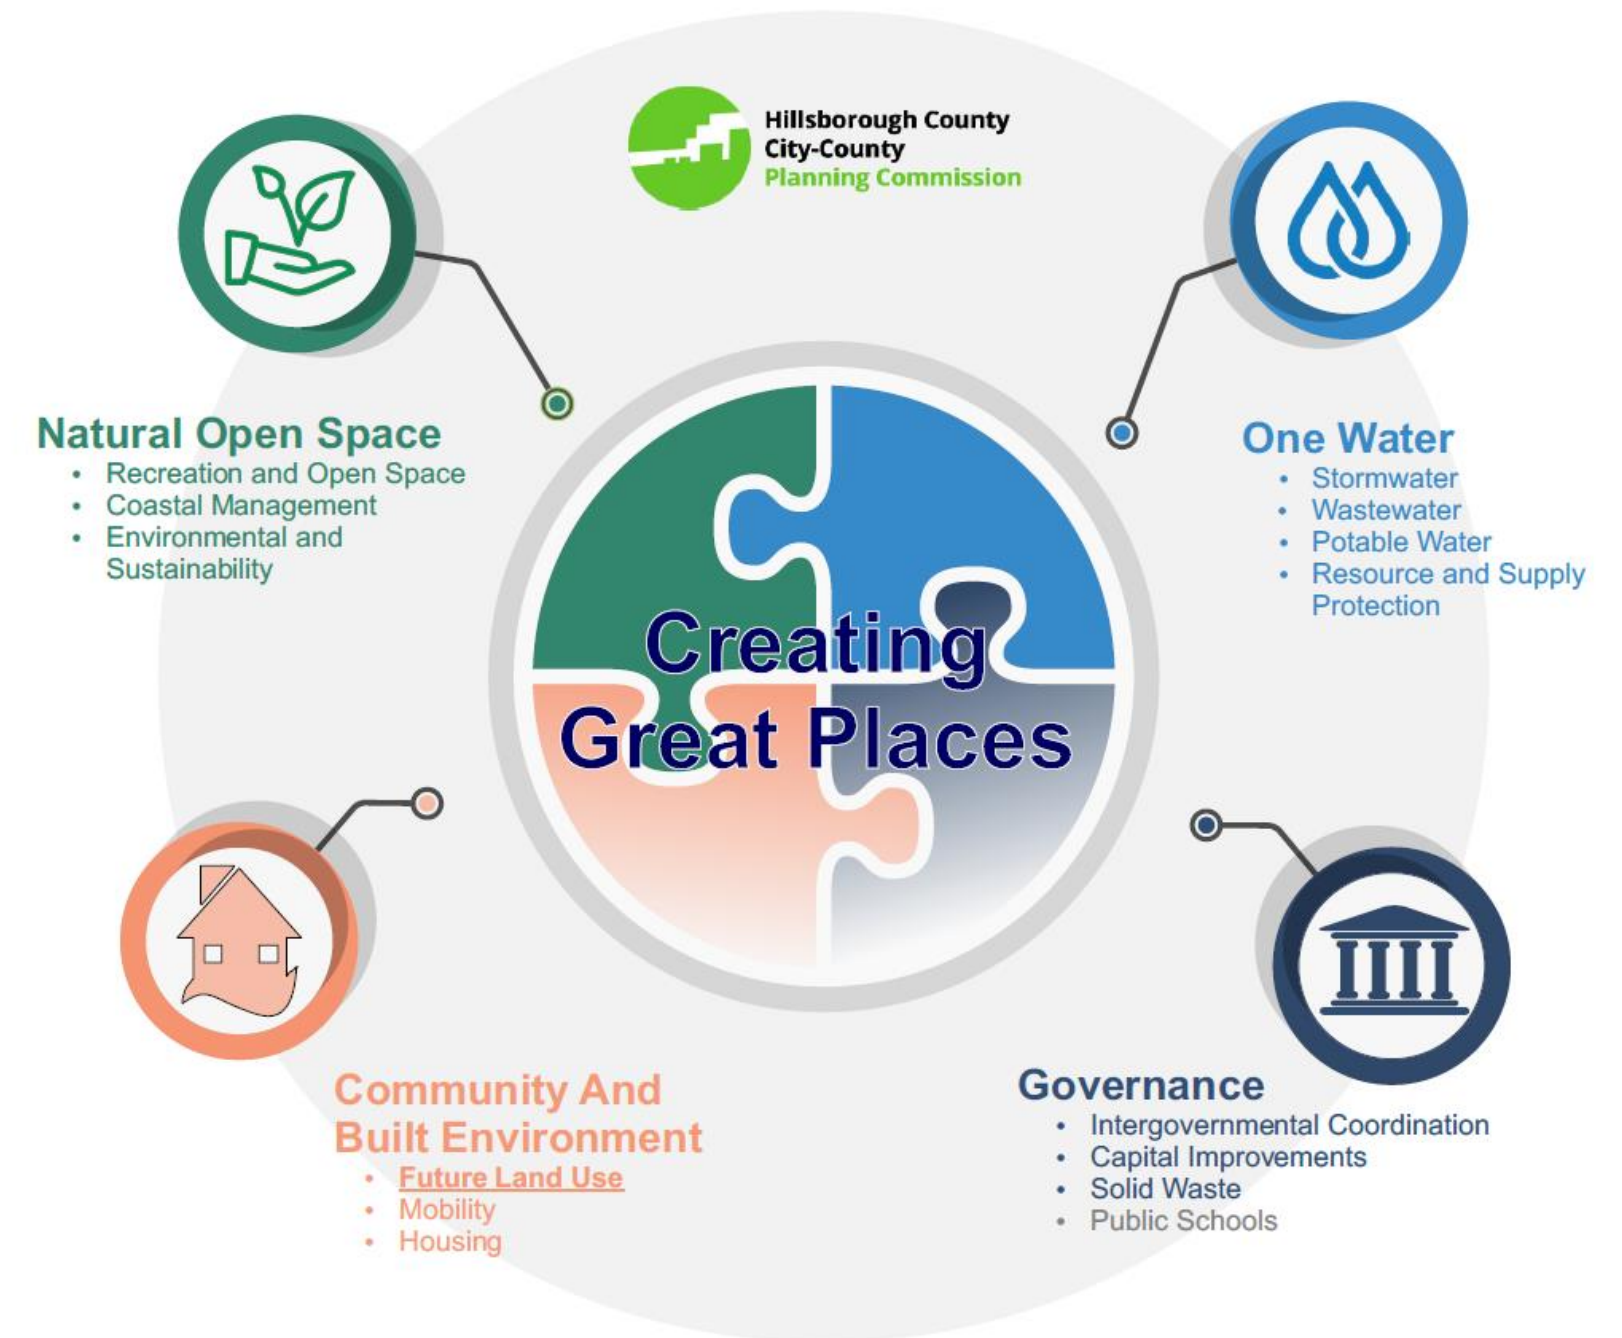 Hillsborough County
City-County
Planning Commission
Natural Open Space
• Recreation and Open Space
• Coastal Management
• Environmental and
Sustainability
One Water
• Stormwater
• Wastewater
• Potable Water
• Resource and Supply
Protection
Creating
Great Places
Community And
Built Environment
• Future Land Use
• Mobility
• Housing
Governance
• Intergovernmental Coordination
• Capital Improvements
• Solid Waste
• Public Schools